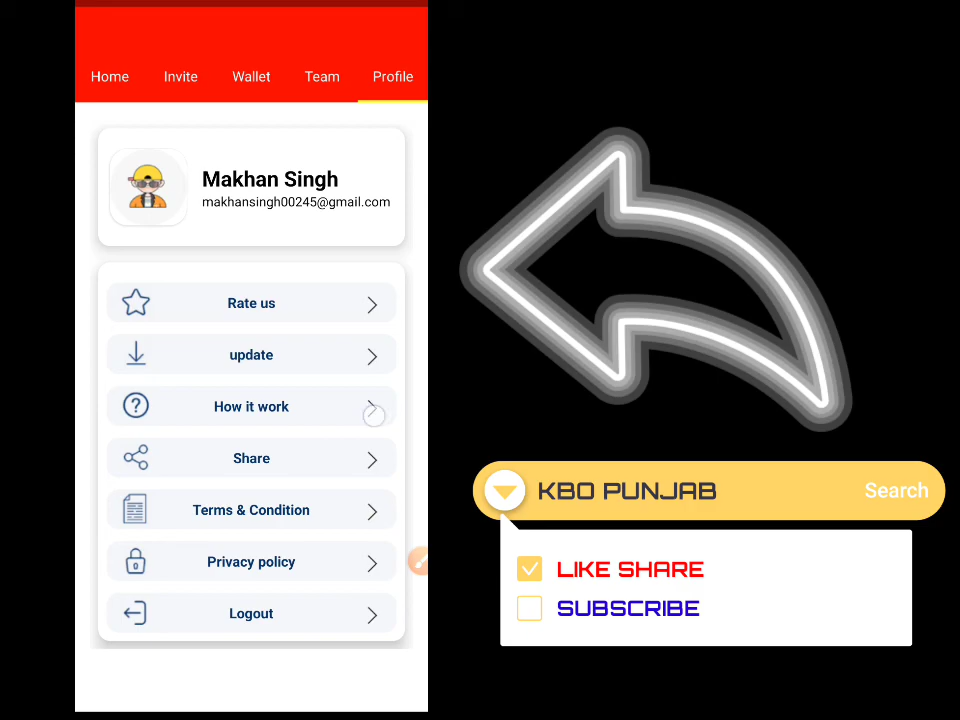 Home Invite Wallet Team Profile
Makhan Singh
makhansingh00245@gmail.com
Rate us
update
How it work
Share
Terms & Condition
Privacy policy
Logout
KBO PUNJAB Search
LIKE SHARE
SUBSCRIBE